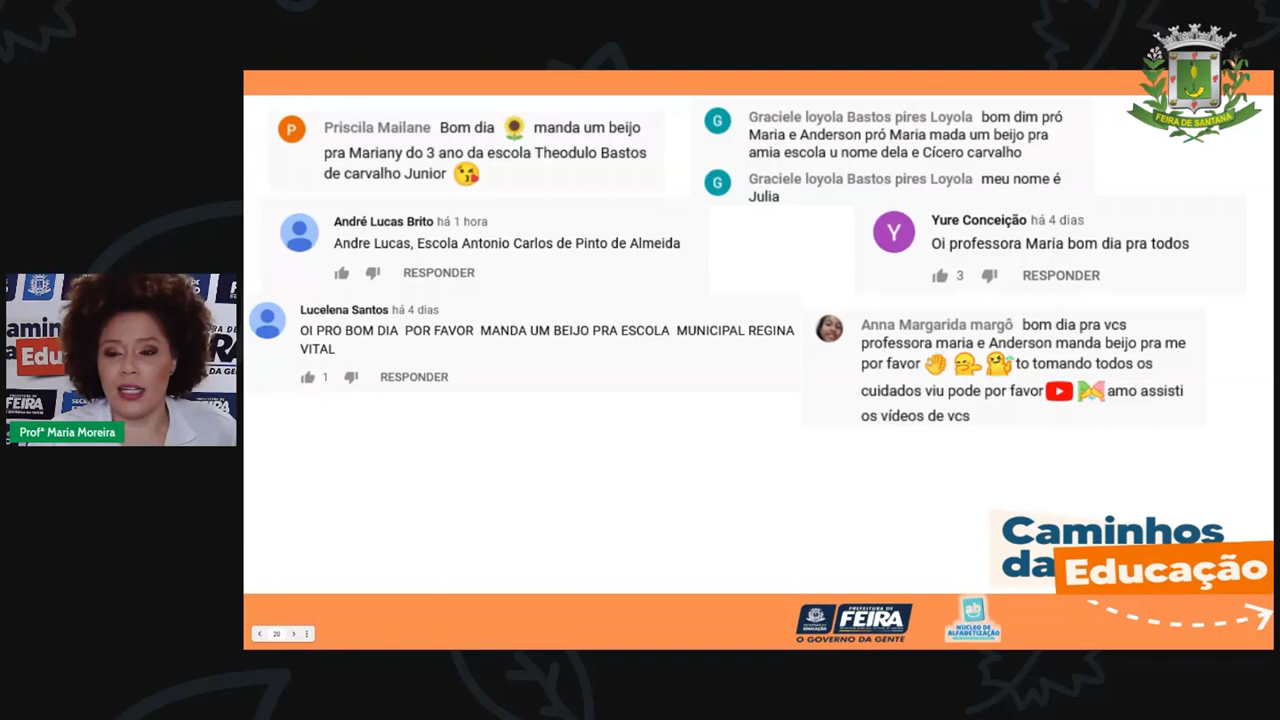 FEIRA DE SANTANA
Priscila Mailane Bom dia 🌻 manda um beijo
pra Mariany do 3 ano da escola Theodulo Bastos
de carvalho Junior 😘
Graciele loyola Bastos pires Loyola bom dim pró
Maria e Anderson pró Maria mada um beijo pra
amia escola u nome dela e Cícero carvalho
Graciele loyola Bastos pires Loyola meu nome é
Julia
André Lucas Brito há 1 hora
Andre Lucas, Escola Antonio Carlos de Pinto de Almeida
RESPONDER
Yure Conceição há 4 dias
Oi professora Maria bom dia pra todos
3 RESPONDER
Lucelena Santos há 4 dias
OI PRO BOM DIA POR FAVOR MANDA UM BEIJO PRA ESCOLA MUNICIPAL REGINA
VITAL
1 RESPONDER
Anna Margarida margô bom dia pra vcs
professora maria e Anderson manda beijo pra me
por favor to tomando todos os
cuidados viu pode por favor amo assisti
os vídeos de vcs
P
G
G
Y
Profª Maria Moreira
Caminhos
da Educação
20
PREFEITURA DE
FEIRA
O GOVERNO DA GENTE
ab
NÚCLEO DE
ALFABETIZAÇÃO